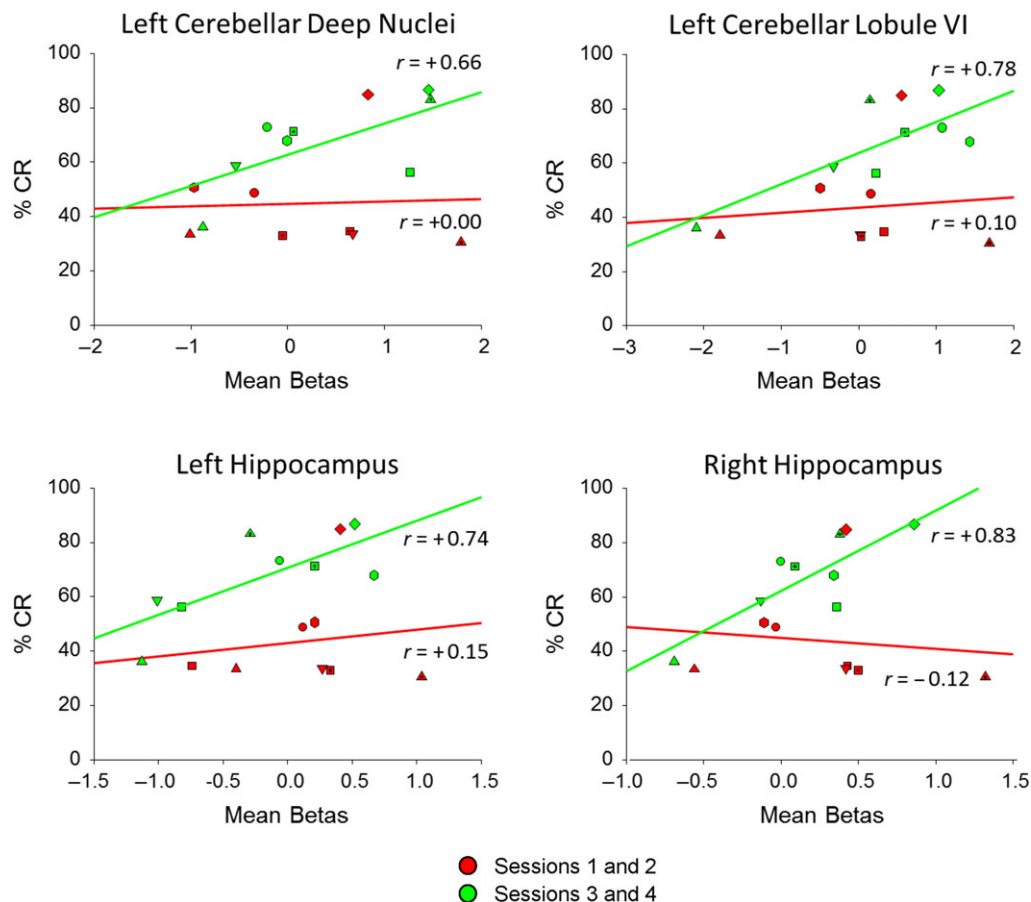 Left Cerebellar Deep Nuclei
100
80
60
40
20
0
% CR
r = +0.66
r = +0.00
–2
–1
0
1
2
Mean Betas
Left Cerebellar Lobule VI
100
80
60
40
20
0
% CR
r = +0.78
r = +0.10
–3
–2
–1
0
1
2
Mean Betas
Left Hippocampus
100
80
60
40
20
0
% CR
r = +0.74
r = +0.15
–1.5
–1.0
-0.5
0.0
0.5
1.0
1.5
Mean Betas
Right Hippocampus
100
80
60
40
20
0
% CR
r = +0.83
r = –0.12
–1.0
-0.5
0.0
0.5
1.0
1.5
Mean Betas
Sessions 1 and 2
Sessions 3 and 4